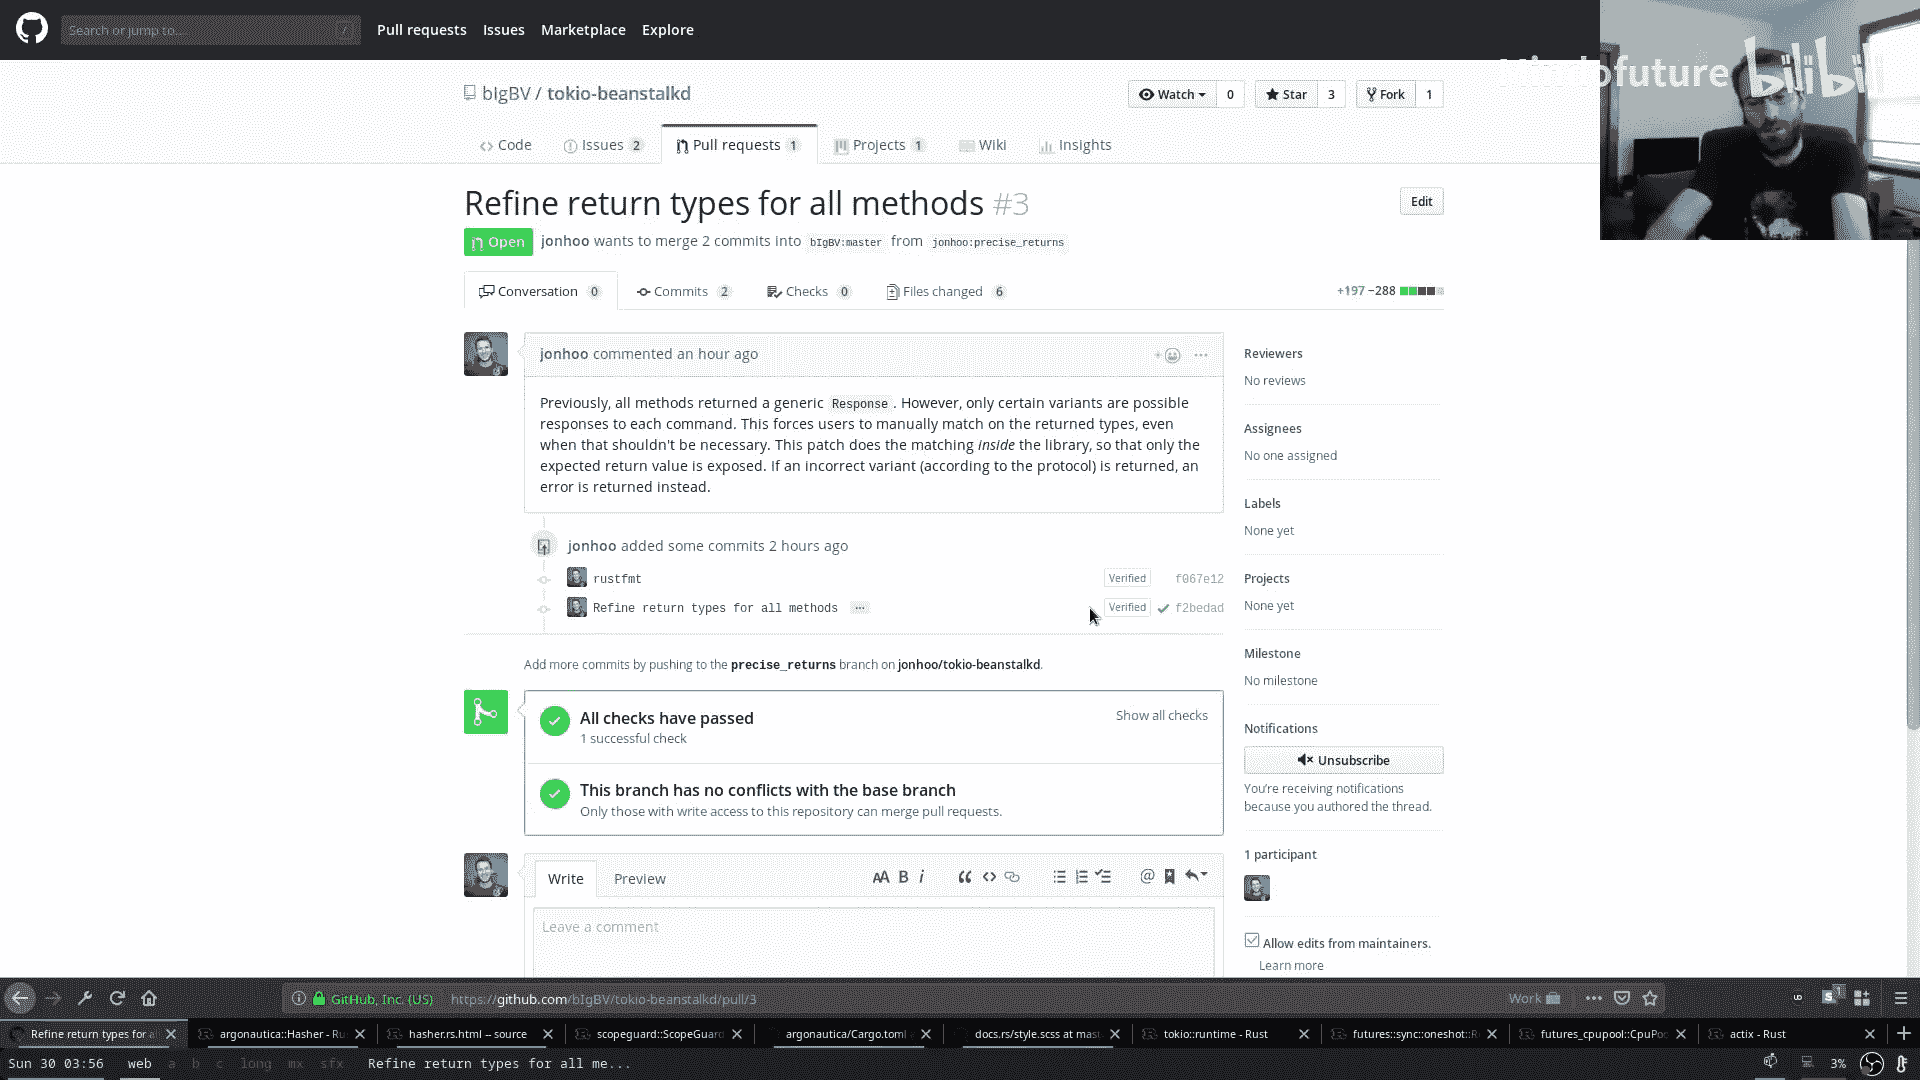 Search or jump to... /
Pull requests Issues Marketplace Explore
Mindofuture bilibili
bIgBV / tokio-beanstalkd
Watch 0 Star 3 Fork 1
Code Issues 2 Pull requests 1 Projects 1 Wiki Insights
Refine return types for all methods #3
Edit
Open jonhoo wants to merge 2 commits into bIgBV:master from jonhoo:precise_returns
Conversation 0 Commits 2 Checks 0 Files changed 6 +197 −288
jonhoo commented an hour ago
Previously, all methods returned a generic Response. However, only certain variants are possible
responses to each command. This forces users to manually match on the returned types, even
when that shouldn't be necessary. This patch does the matching inside the library, so that only the
expected return value is exposed. If an incorrect variant (according to the protocol) is returned, an
error is returned instead.
jonhoo added some commits 2 hours ago
rustfmt Verified f067e12
Refine return types for all methods ... Verified f2bedad
Add more commits by pushing to the precise_returns branch on jonhoo/tokio-beanstalkd.
All checks have passed Show all checks
1 successful check
This branch has no conflicts with the base branch
Only those with write access to this repository can merge pull requests.
Write Preview AA B i @
Leave a comment
Reviewers
No reviews
Assignees
No one assigned
Labels
None yet
Projects
None yet
Milestone
No milestone
Notifications
Unsubscribe
You're receiving notifications
because you authored the thread.
1 participant
Allow edits from maintainers.
Learn more
GitHub, Inc. (US) https://github.com/bIgBV/tokio-beanstalkd/pull/3 Work
Refine return types for a argonautica::Hasher - Ru hasher.rs.html -- source scopeguard::ScopeGuard argonautica/Cargo.toml docs.rs/style.scss at mast tokio::runtime - Rust futures::sync::oneshot::R futures_cpupool::CpuPoo actix - Rust
Sun 30 03:56 web a b c long mx sfx Refine return types for all me... 3%